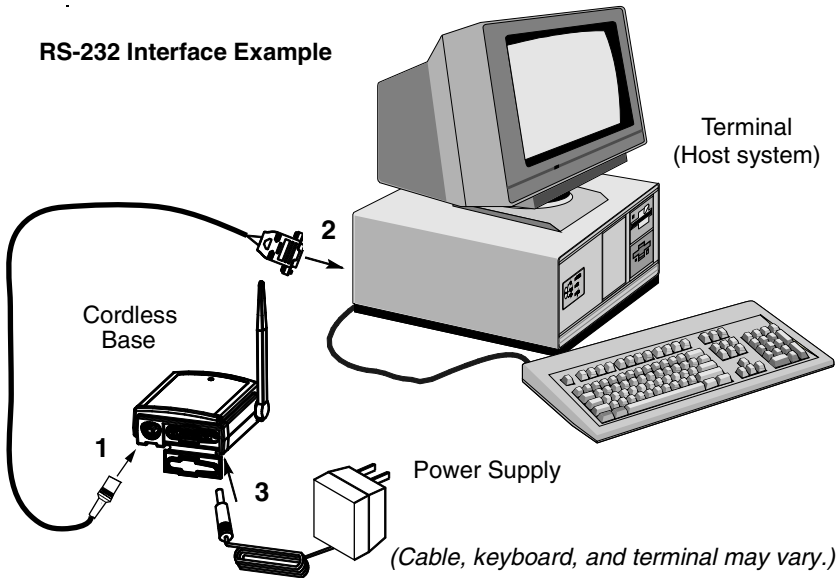 RS-232 Interface Example
Terminal
(Host system)
2
Cordless
Base
1
3
Power Supply
(Cable, keyboard, and terminal may vary.)